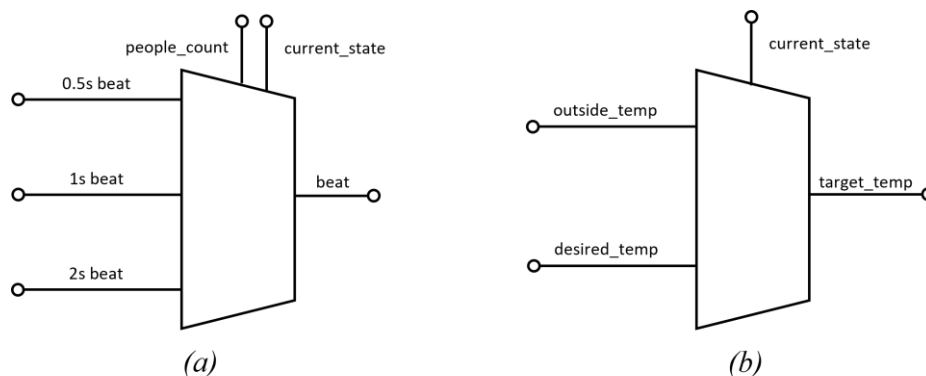 people_count
current_state
0.5s beat
1s beat
beat
2s beat
(a)
current_state
outside_temp
target_temp
desired_temp
(b)